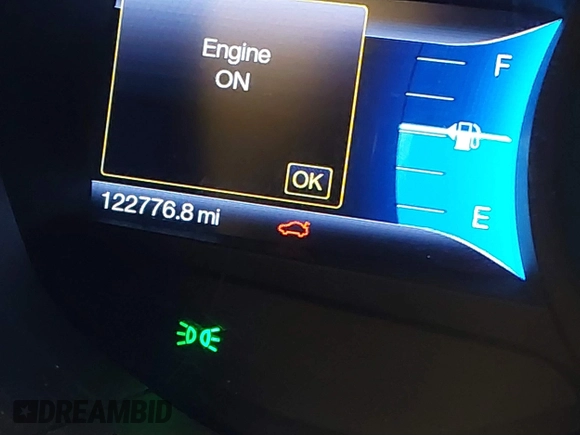 Engine
ON
F
OK
122776.8 mi
E
DREAMBID